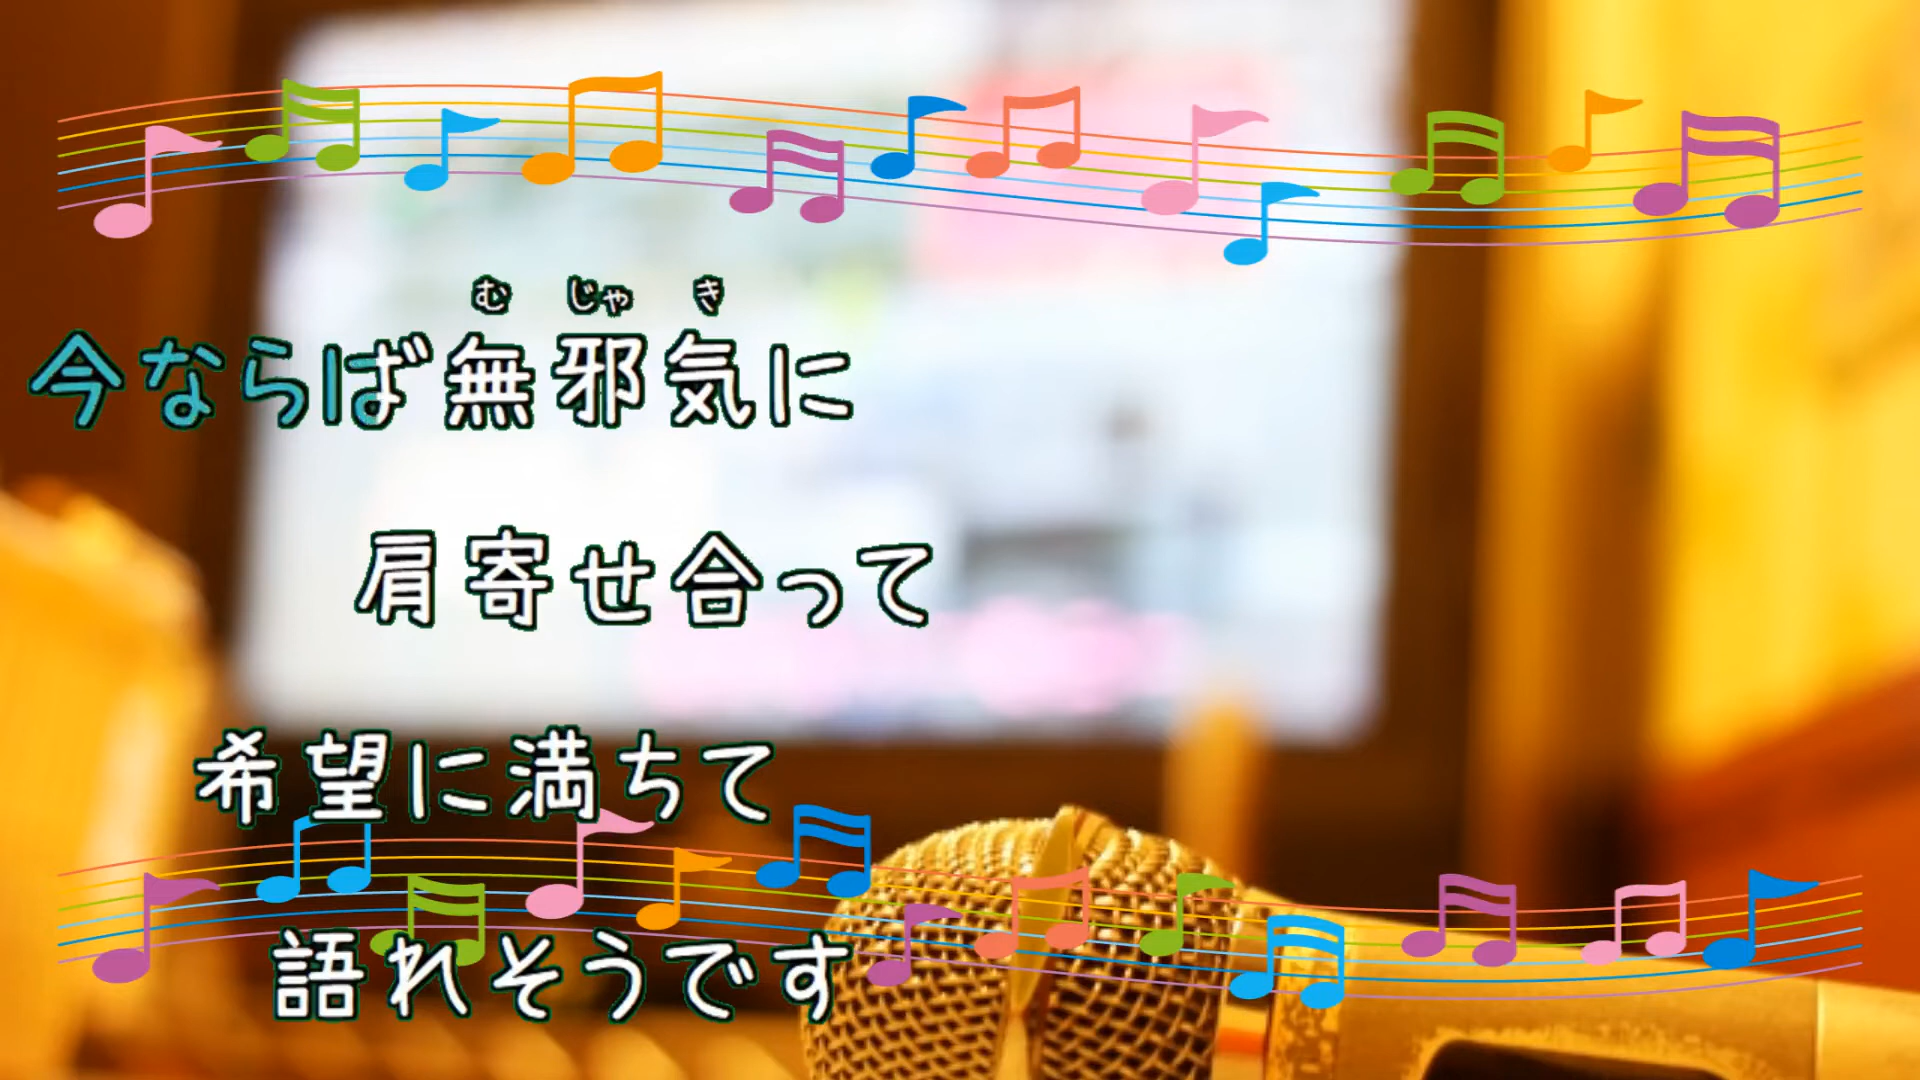 む じゃ き
今ならば無邪気に
肩寄せ合って
希望に満ちて
語れそうです